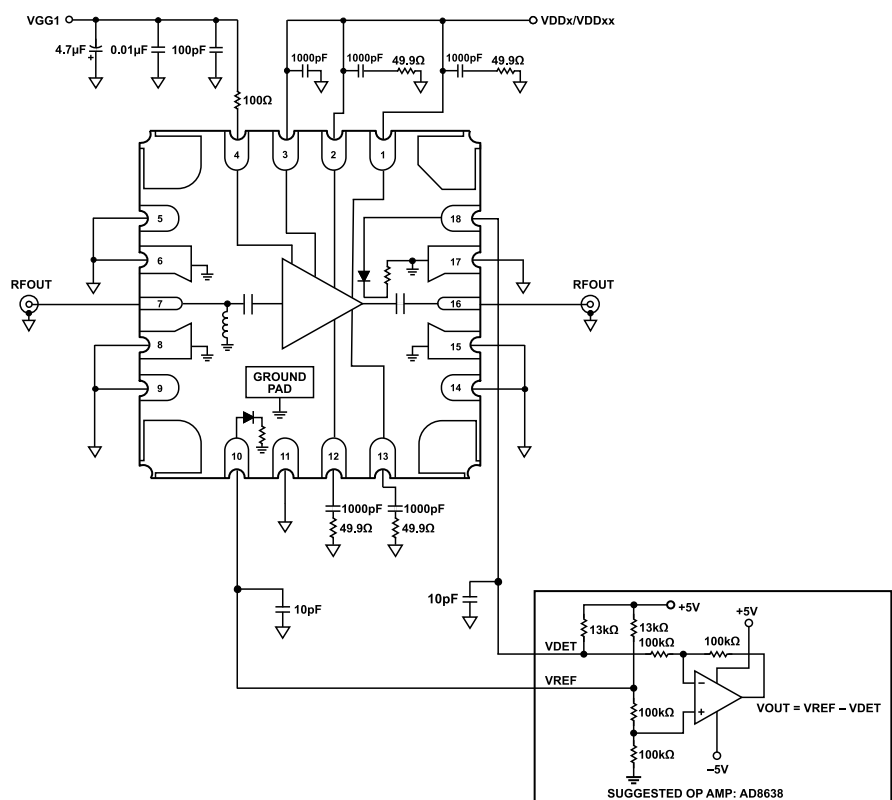 VGG1
VDDx/VDDxx
4.7µF
+
0.01µF
100pF
1000pF
1000pF
49.9Ω
1000pF
49.9Ω
100Ω
4
3
2
1
5
18
6
17
RFOUT
7
16
RFOUT
8
15
GROUND
PAD
9
14
10
11
12
13
1000pF
1000pF
49.9Ω
49.9Ω
10pF
10pF
+5V
+5V
13kΩ
13kΩ
100kΩ
100kΩ
VDET
VREF
–
+
100kΩ
VOUT = VREF – VDET
100kΩ
–5V
SUGGESTED OP AMP: AD8638